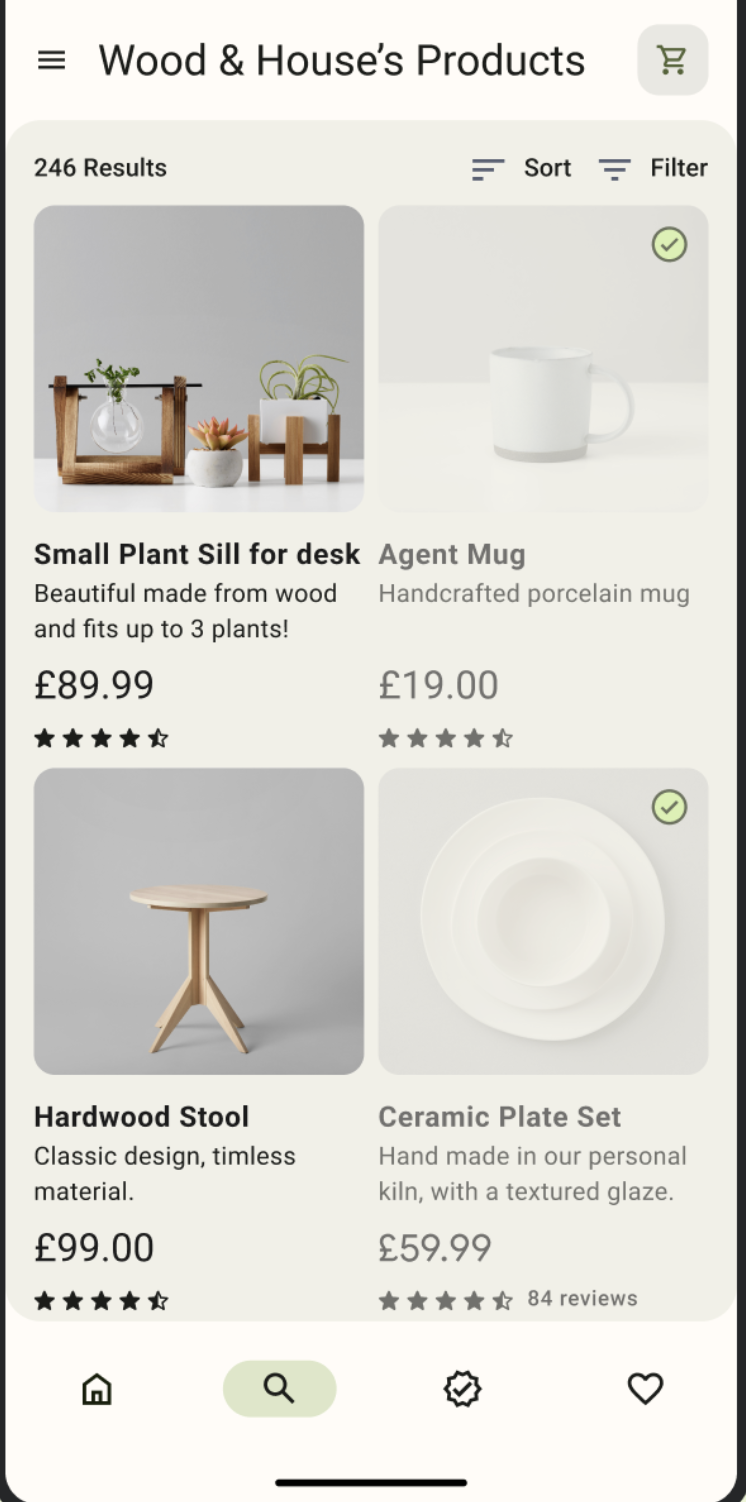 Wood & House’s Products
246 Results
Sort
Filter
Small Plant Sill for desk
Beautiful made from wood
and fits up to 3 plants!
£89.99
Agent Mug
Handcrafted porcelain mug
£19.00
Hardwood Stool
Classic design, timless
material.
£99.00
Ceramic Plate Set
Hand made in our personal
kiln, with a textured glaze.
£59.99
84 reviews